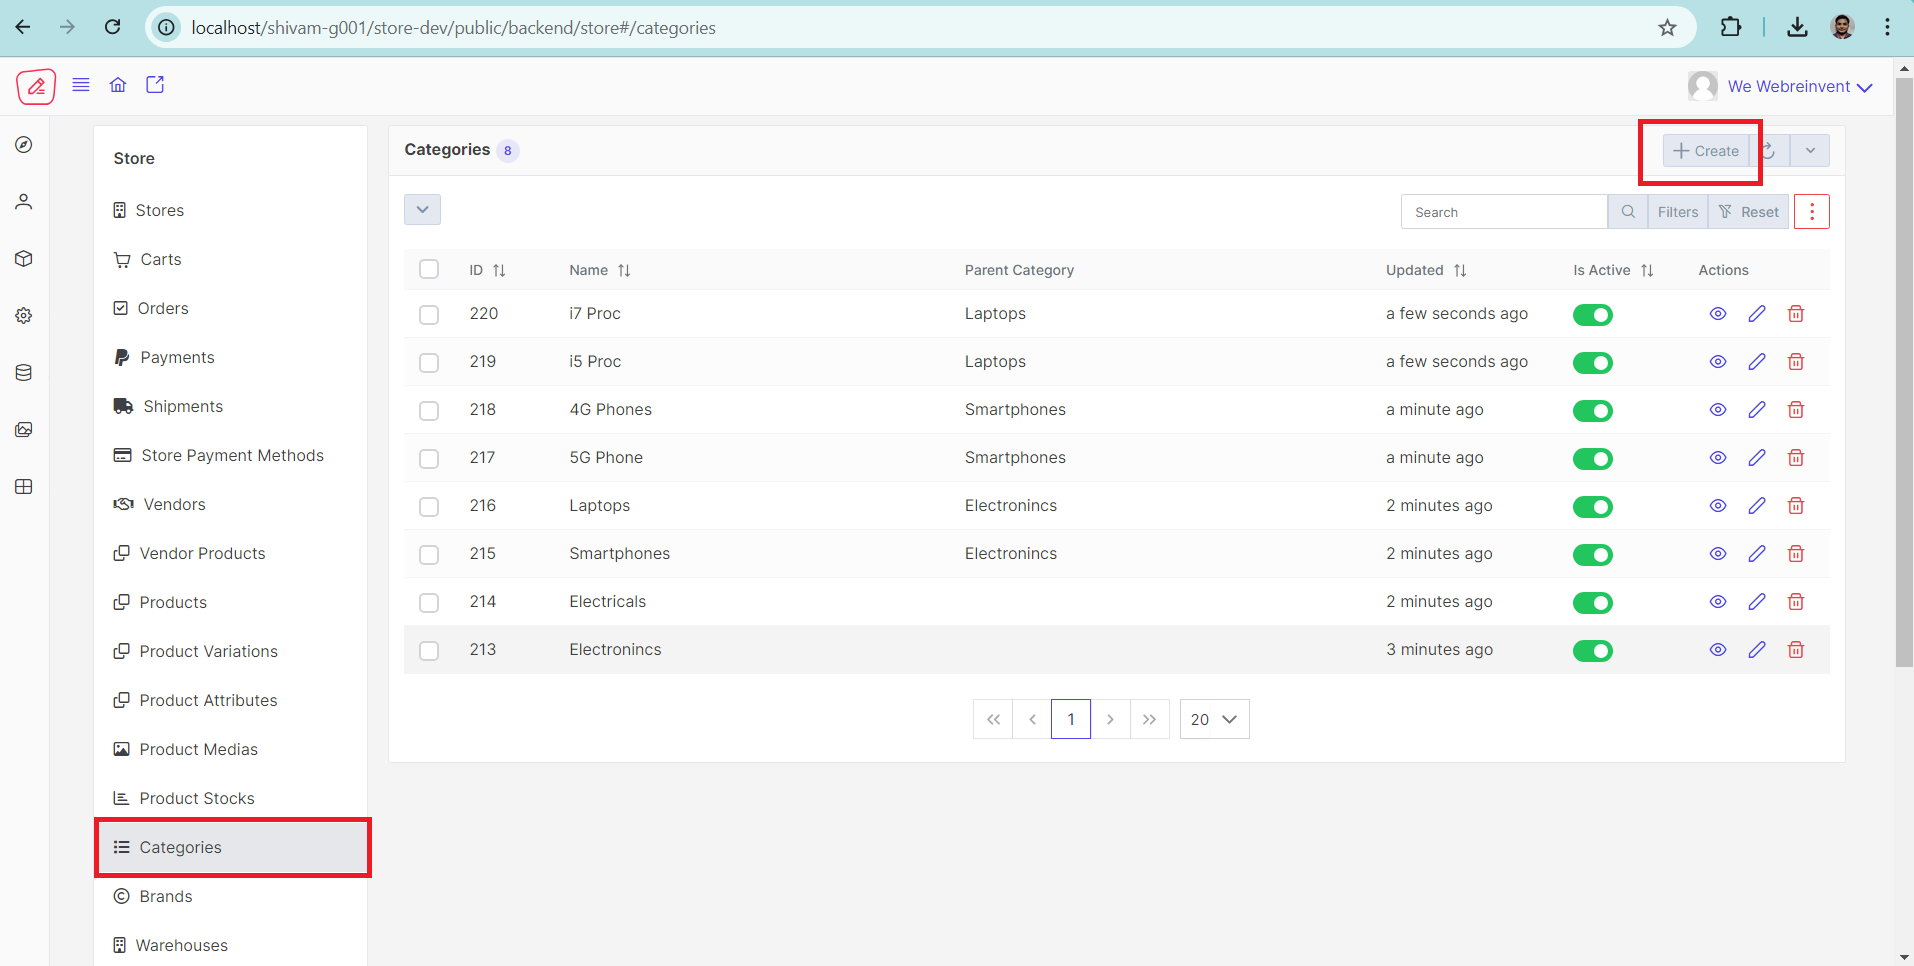 localhost/shivam-g001/store-dev/public/backend/store#/categories
We Webreinvent
Store
Stores
Carts
Orders
Payments
Shipments
Store Payment Methods
Vendors
Vendor Products
Products
Product Variations
Product Attributes
Product Medias
Product Stocks
Categories
Brands
Warehouses
Categories 8
Create
Search Filters Reset
ID Name Parent Category Updated Is Active Actions
220 i7 Proc Laptops a few seconds ago
219 i5 Proc Laptops a few seconds ago
218 4G Phones Smartphones a minute ago
217 5G Phone Smartphones a minute ago
216 Laptops Electronincs 2 minutes ago
215 Smartphones Electronincs 2 minutes ago
214 Electricals 2 minutes ago
213 Electronincs 3 minutes ago
1 20